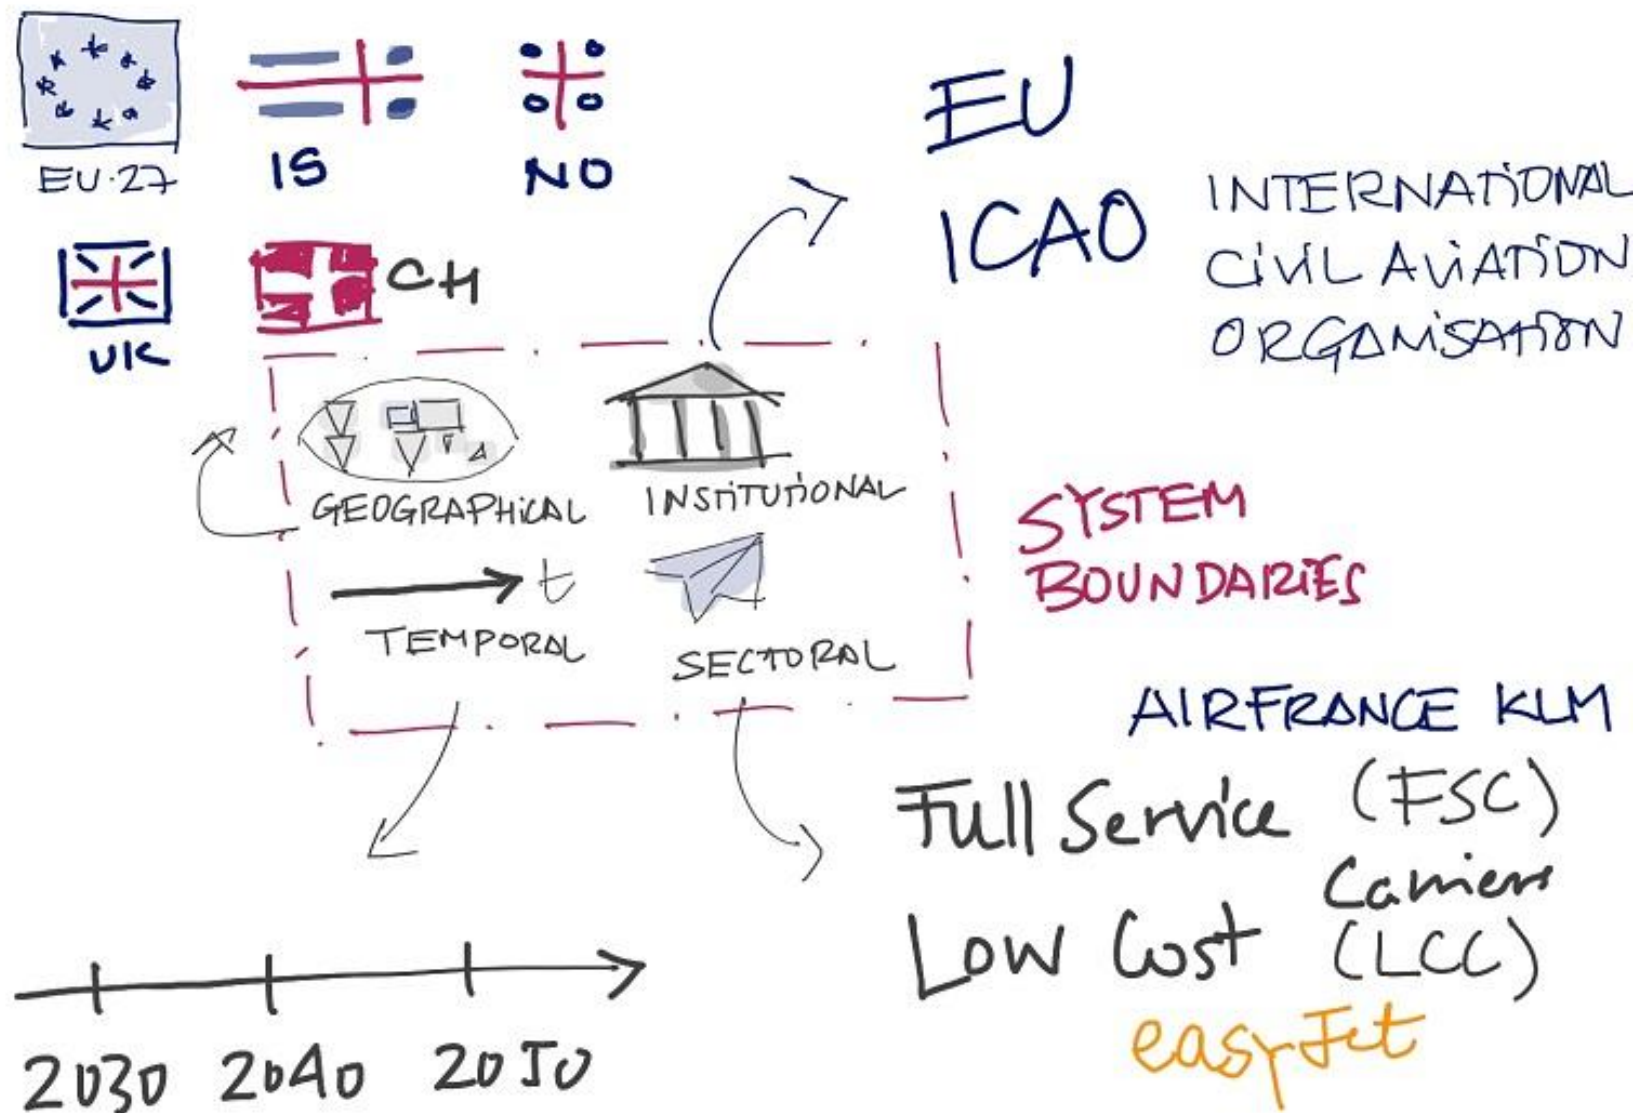 EU-27
IS
NO
UK
CH
EU
ICAO
INTERNATIONAL
CIVIL AVIATION
ORGANISATION
GEOGRAPHICAL
INSTITUTIONAL
t
TEMPORAL
SECTORAL
SYSTEM
BOUNDARIES
AIRFRANCE KLM
Full Service (FSC)
Carriers
Low Cost (LCC)
easyJet
2030 2040 2050